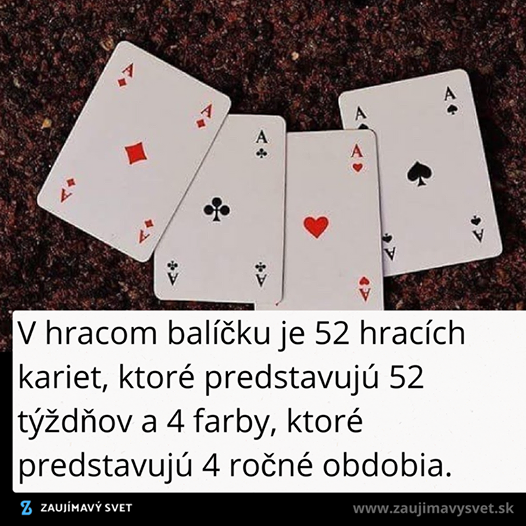 A
A
A
A
A
A
A
A
A
A
A
A
A
V hracom balíčku je 52 hracích
kariet, ktoré predstavujú 52
týždňov a 4 farby, ktoré
predstavujú 4 ročné obdobia.
ZAUJÍMAVÝ SVET
www.zaujimavysvet.sk